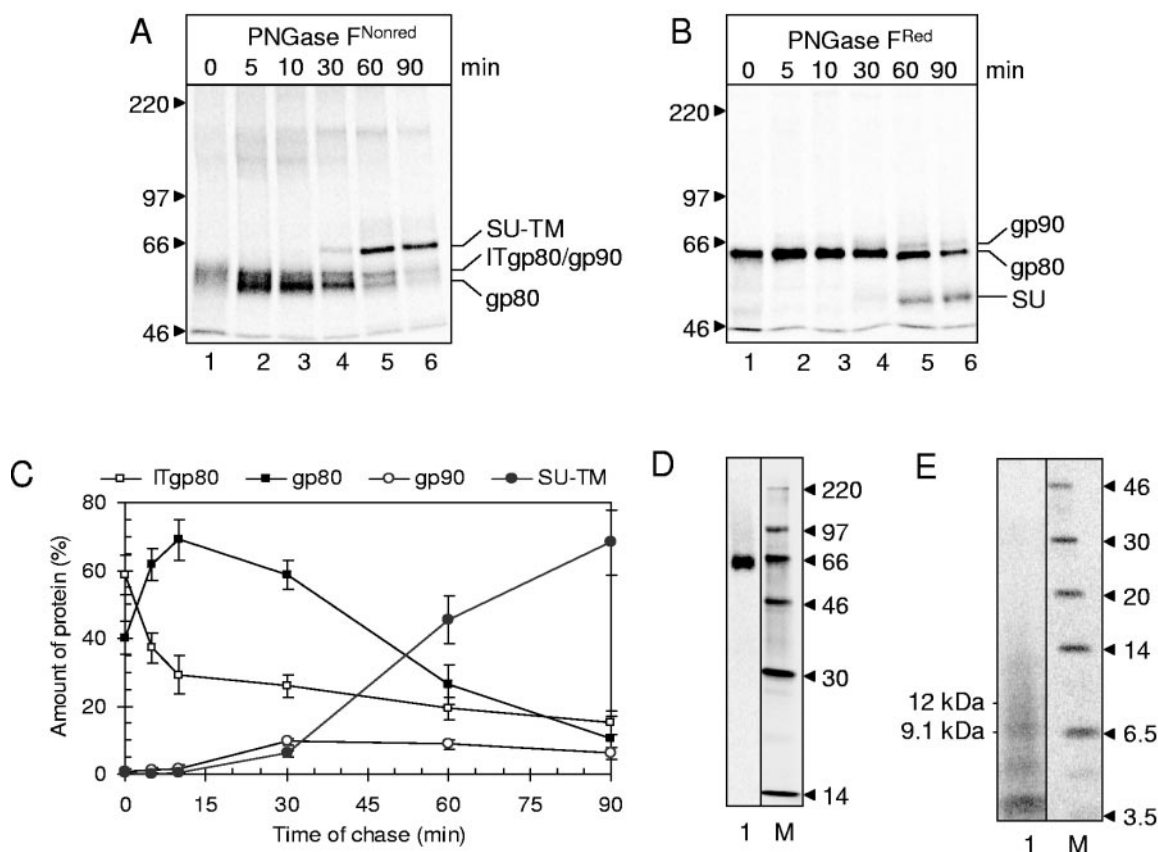 A
PNGase F^Nonred
0 5 10 30 60 90 min
220
97
66
46
SU-TM
ITgp80/gp90
gp80
1 2 3 4 5 6
B
PNGase F^Red
0 5 10 30 60 90 min
220
97
66
46
gp90
gp80
SU
1 2 3 4 5 6
C
ITgp80 gp80 gp90 SU-TM
Amount of protein (%)
80
60
40
20
0
0 15 30 45 60 75 90
Time of chase (min)
D
220
97
66
46
30
14
1 M
E
46
30
20
14
12 kDa
9.1 kDa
6.5
3.5
1 M